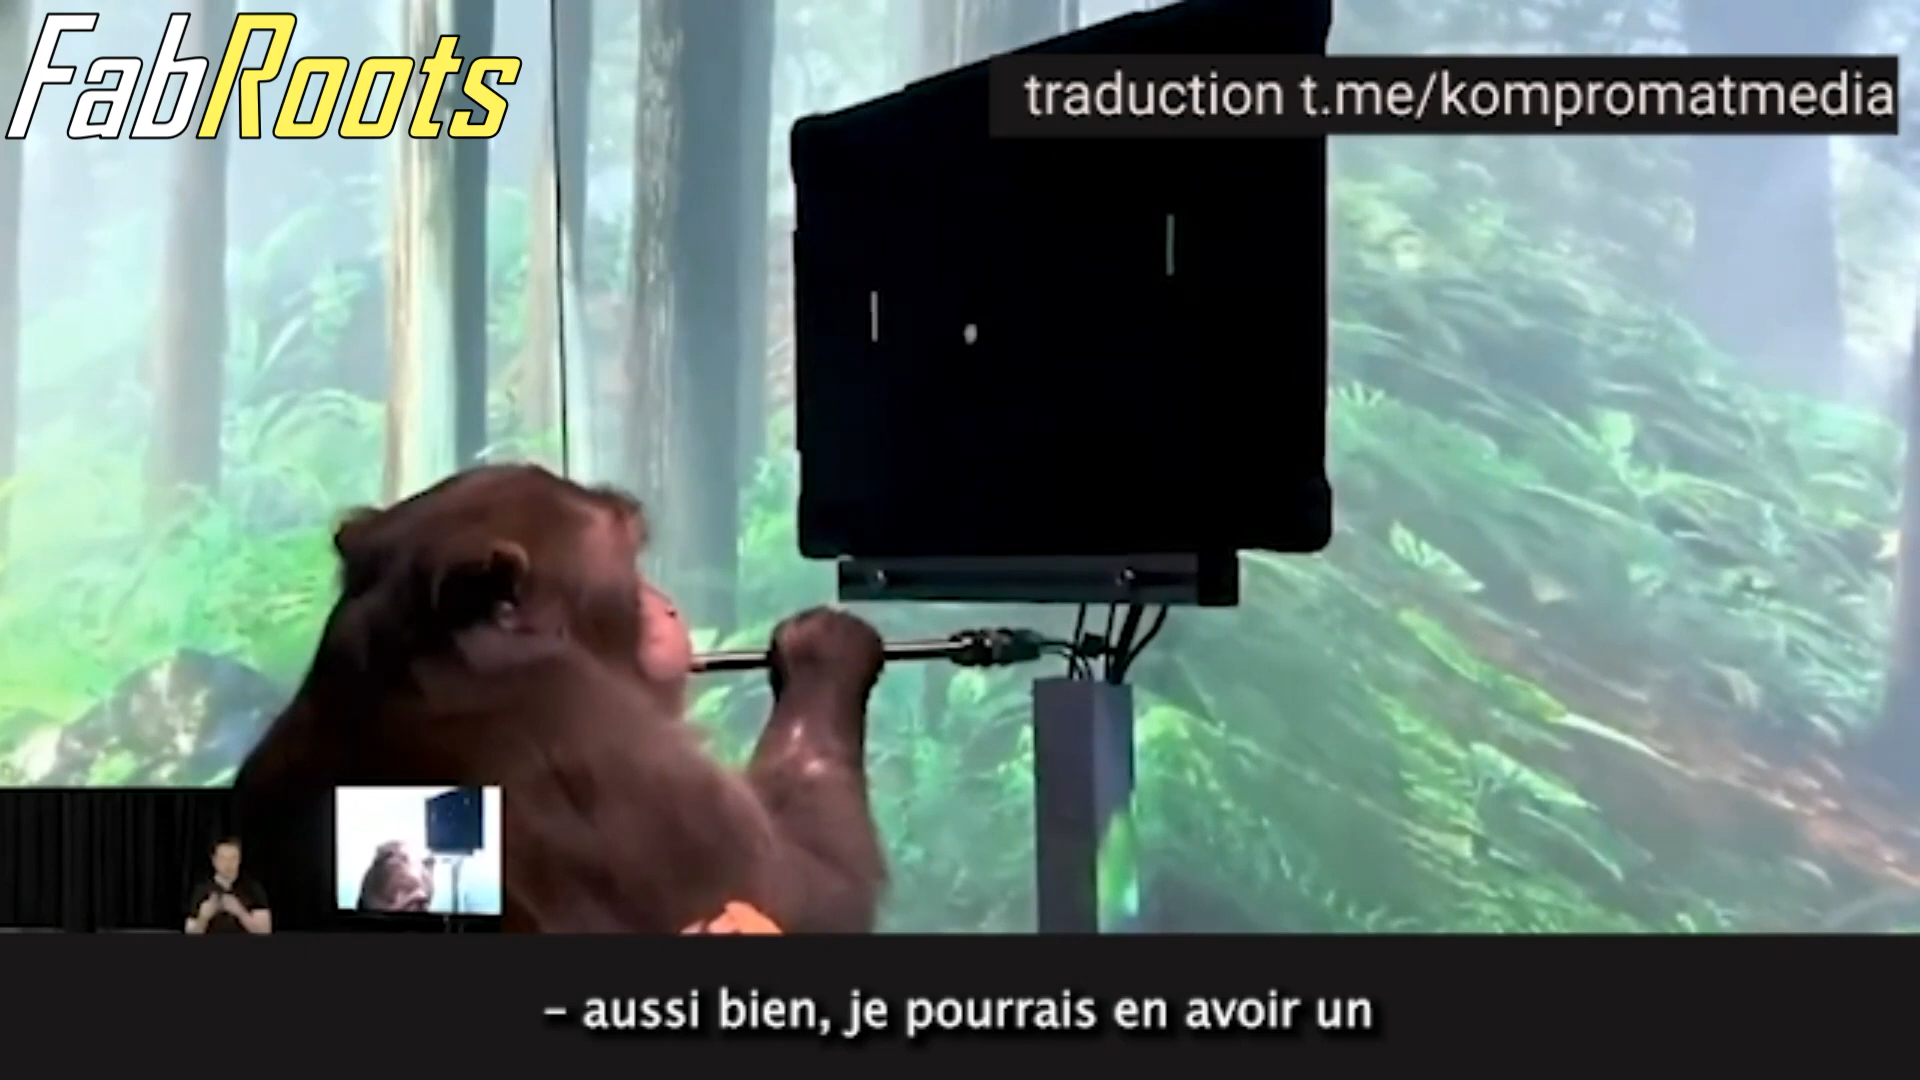 FabRoots
traduction t.me/kompromatmedia
- aussi bien, je pourrais en avoir un